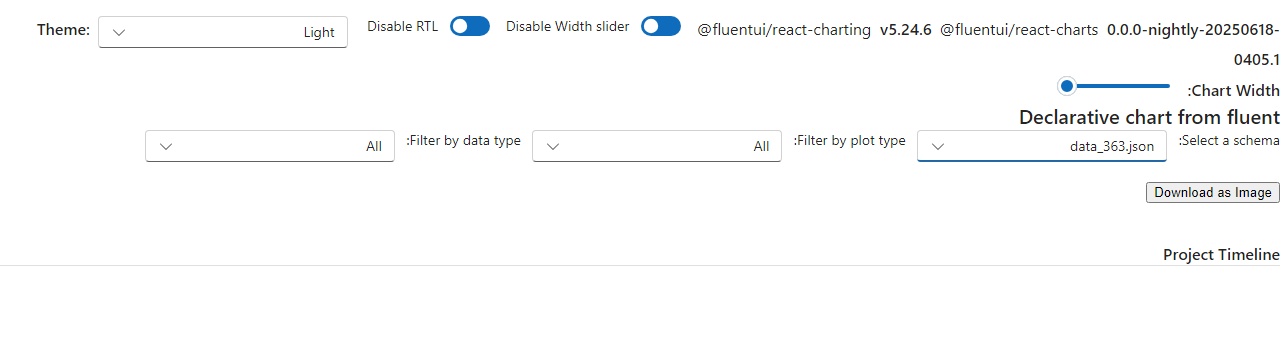 Theme: Light Disable RTL Disable Width slider @fluentui/react-charting v5.24.6 @fluentui/react-charts 0.0.0-nightly-20250618-
0405.1
:Chart Width
Declarative chart from fluent
:Select a schema data_363.json :Filter by plot type All :Filter by data type All
Download as Image
Project Timeline